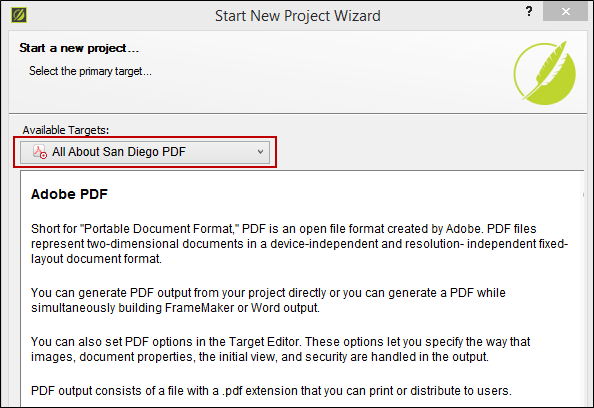 Start New Project Wizard
?
×
Start a new project...
Select the primary target...
Available Targets:
All About San Diego PDF
Adobe PDF
Short for "Portable Document Format," PDF is an open file format created by Adobe. PDF files
represent two-dimensional documents in a device-independent and resolution- independent fixed-
layout document format.
You can generate PDF output from your project directly or you can generate a PDF while
simultaneously building FrameMaker or Word output.
You can also set PDF options in the Target Editor. These options let you specify the way that
images, document properties, the initial view, and security are handled in the output.
PDF output consists of a file with a .pdf extension that you can print or distribute to users.